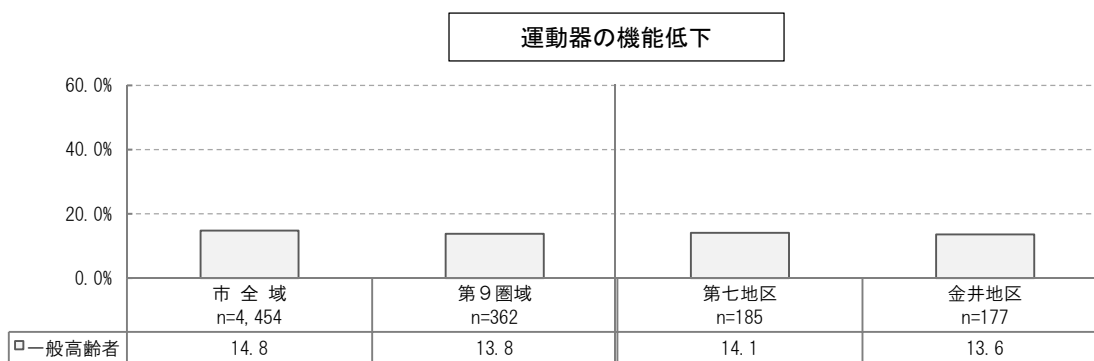 運動器の機能低下
60.0%
40.0%
20.0%
0.0%
市 全 域 第９圏域 第七地区 金井地区
n=4,454 n=362 n=185 n=177
一般高齢者 14.8 13.8 14.1 13.6